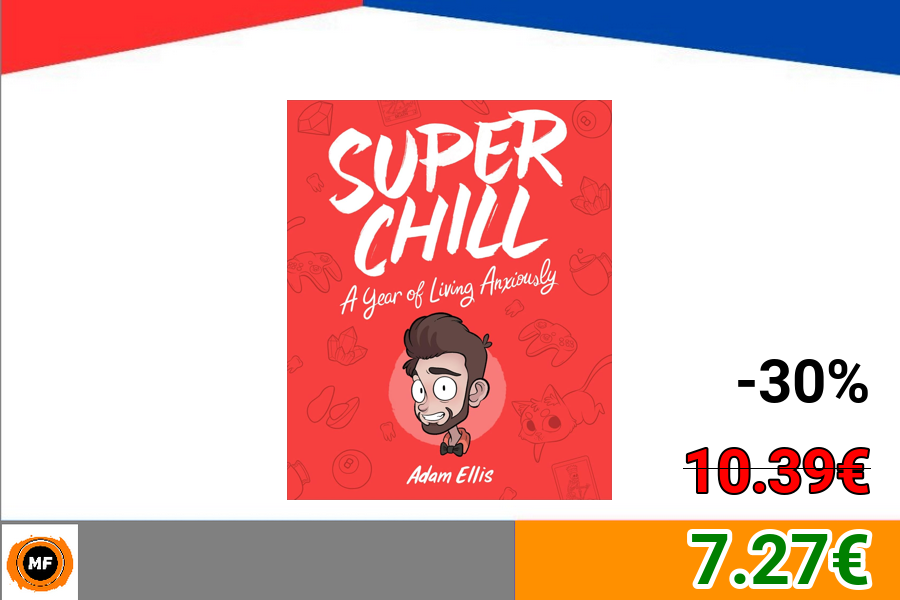 SUPER
CHILL
A Year of Living Anxiously
Adam Ellis
-30%
10.39€
7.27€
MF